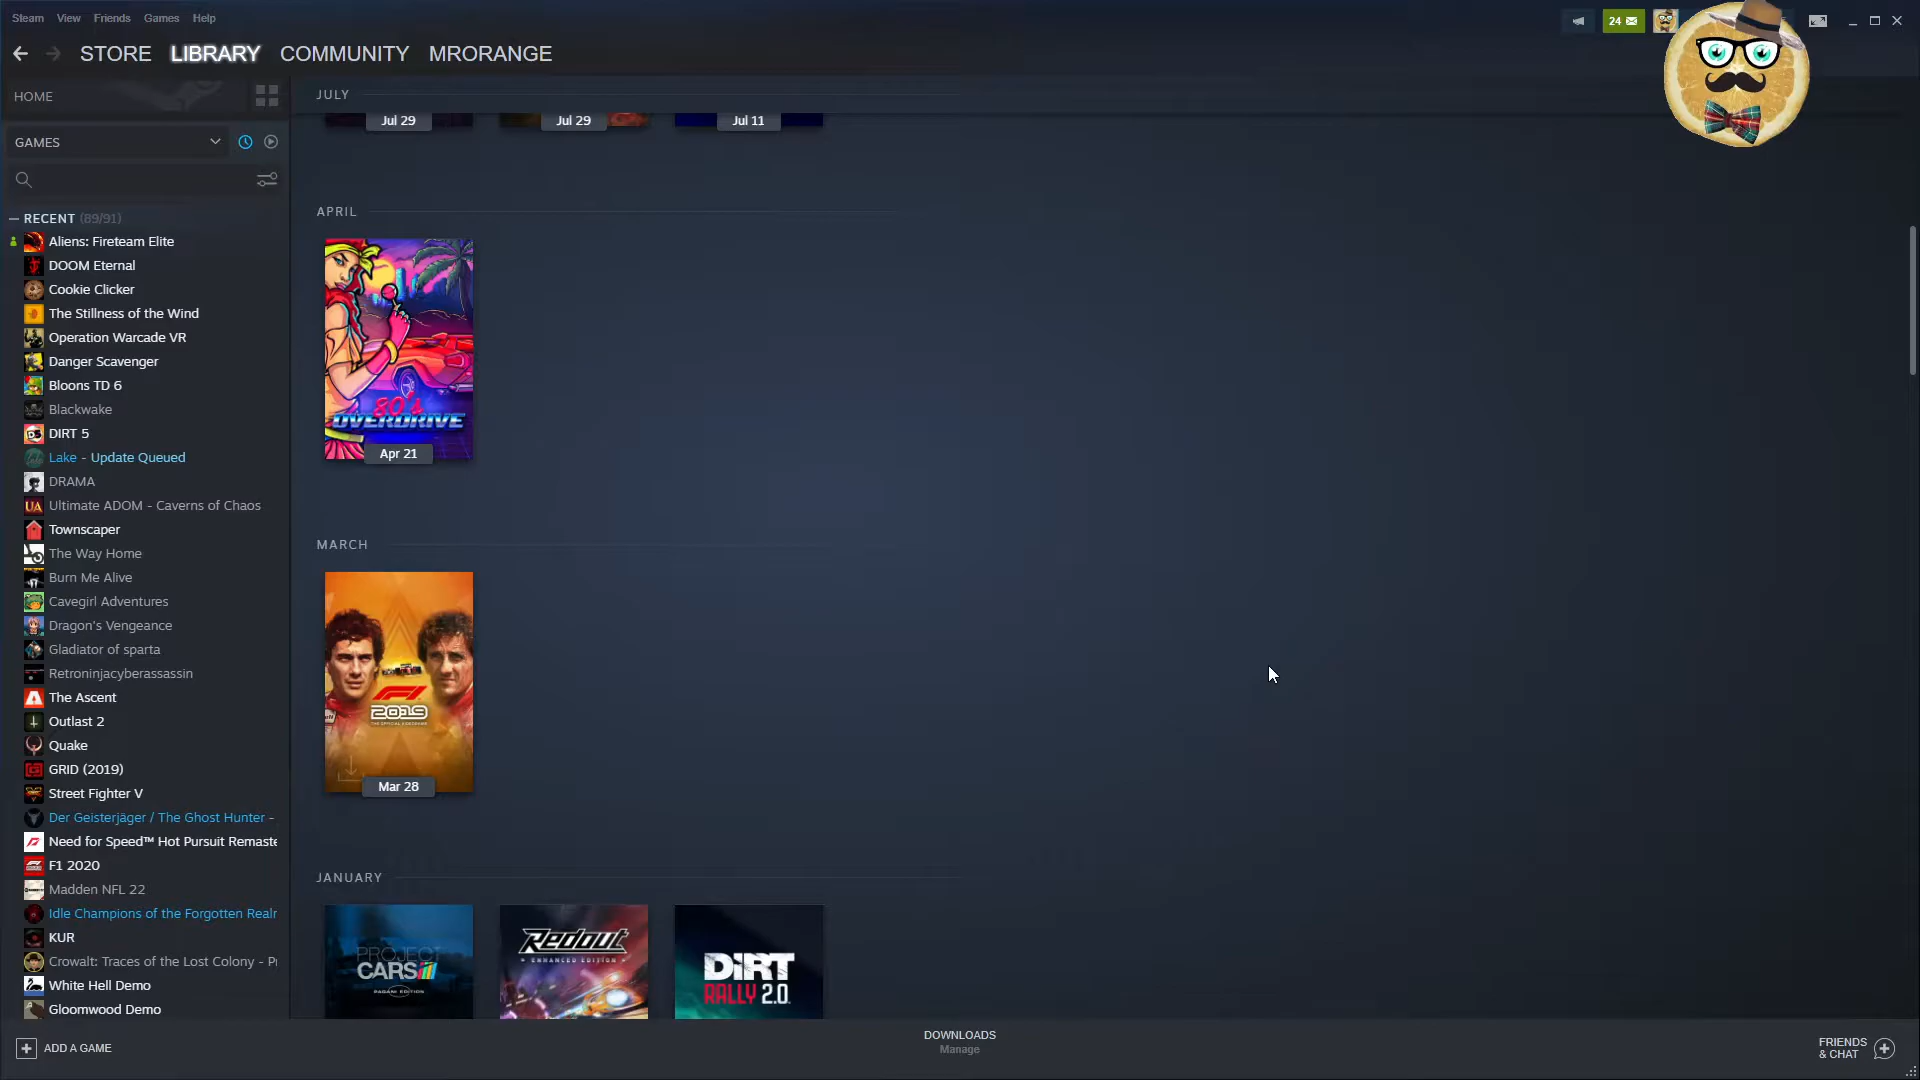 Steam View Friends Games Help
24
STORE LIBRARY COMMUNITY MRORANGE
HOME
GAMES
RECENT (89/91)
Aliens: Fireteam Elite
DOOM Eternal
Cookie Clicker
The Stillness of the Wind
Operation Warcade VR
Danger Scavenger
Bloons TD 6
Blackwake
DIRT 5
Lake - Update Queued
DRAMA
Ultimate ADOM - Caverns of Chaos
Townscaper
The Way Home
Burn Me Alive
Cavegirl Adventures
Dragon's Vengeance
Gladiator of sparta
Retroninjacyberassassin
The Ascent
Outlast 2
Quake
GRID (2019)
Street Fighter V
Der Geisterjäger / The Ghost Hunter -
Need for Speed™ Hot Pursuit Remaste
F1 2020
Madden NFL 22
Idle Champions of the Forgotten Realr
KUR
Crowalt: Traces of the Lost Colony - Pr
White Hell Demo
Gloomwood Demo
JULY
Jul 29
Jul 29
Jul 11
APRIL
80's
OVERDRIVE
Apr 21
MARCH
F1
2019
THE OFFICIAL VIDEOGAME
Mar 28
JANUARY
PROJECT
CARS
PAGANI EDITION
Redout
ENHANCED EDITION
DiRT
RALLY 2.0
ADD A GAME
DOWNLOADS
Manage
FRIENDS
& CHAT